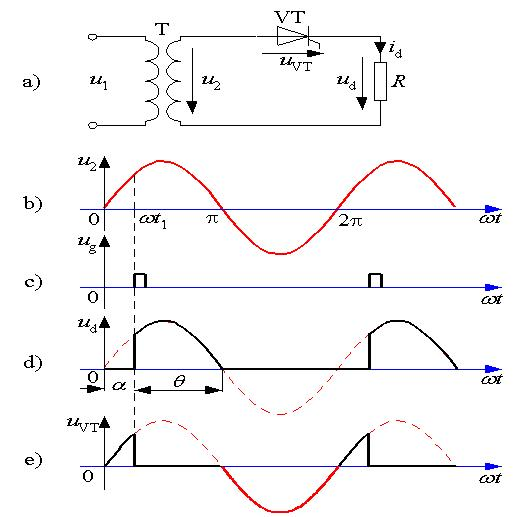 T VT
a) u1 u2 uVT ud id R
u2
b) 0 ωt1 π 2π ωt
ug
c) 0 ωt
ud
d) 0 α θ ωt
uVT
e) 0 ωt